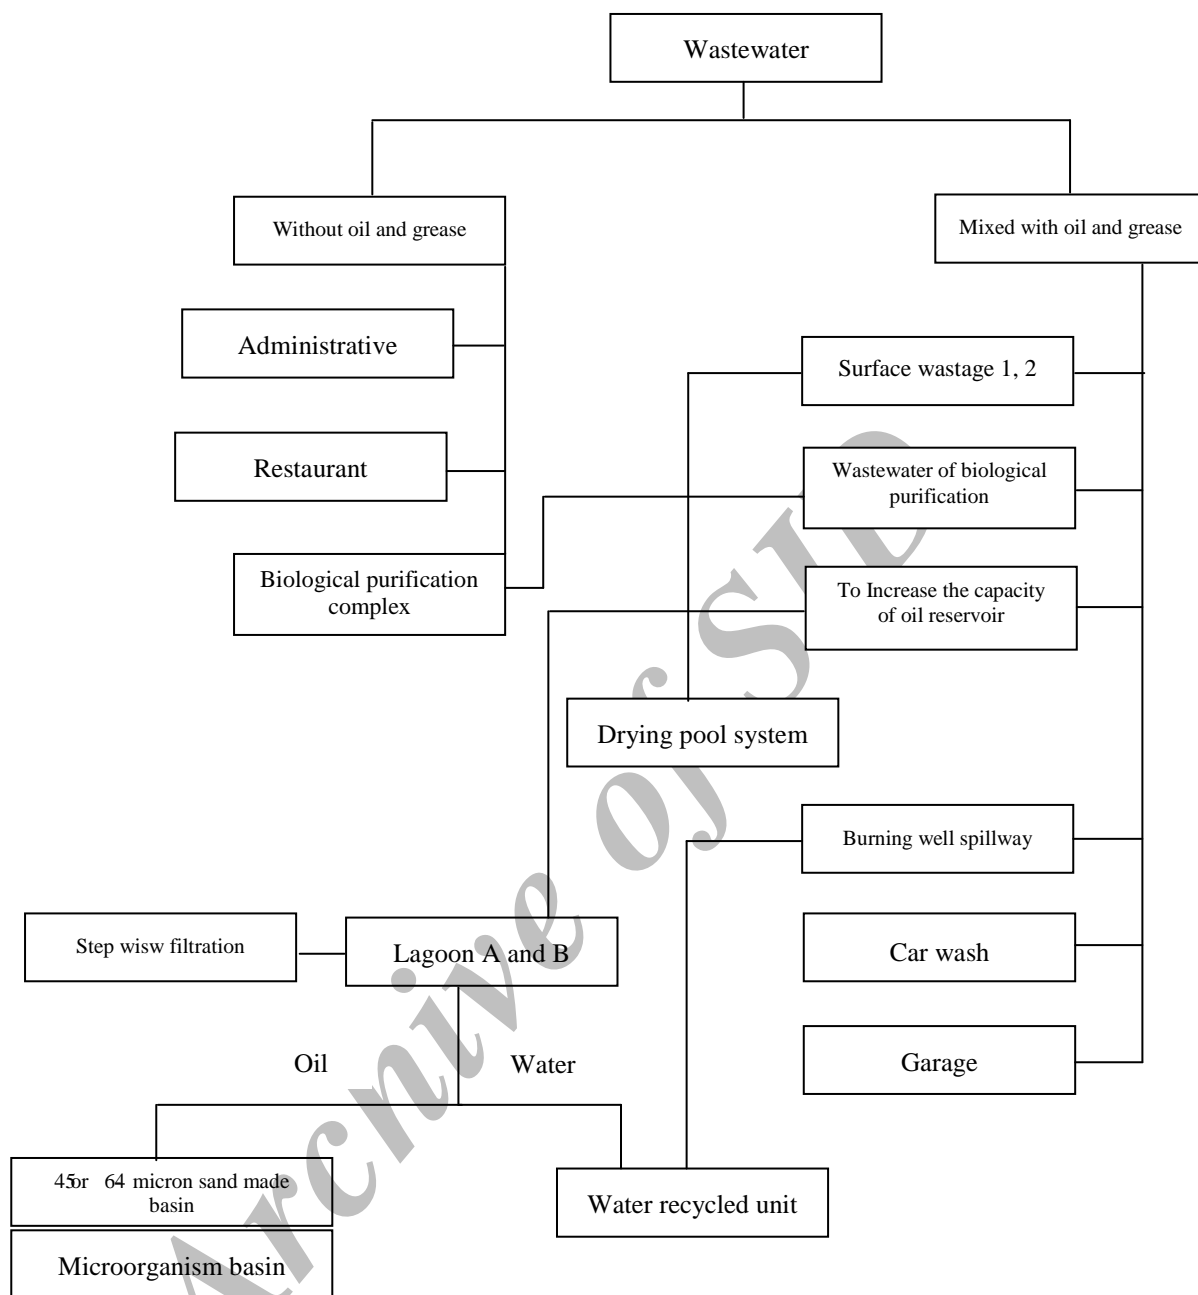 Wastewater
Without oil and grease
Mixed with oil and grease
Administrative
Surface wastage 1, 2
Restaurant
Wastewater of biological
purification
Biological purification
complex
To Increase the capacity
of oil reservoir
Drying pool system
Burning well spillway
Step wisw filtration
Lagoon A and B
Car wash
Oil
Water
Garage
45or 64 micron sand made
basin
Water recycled unit
Microorganism basin
Arcnive of SID